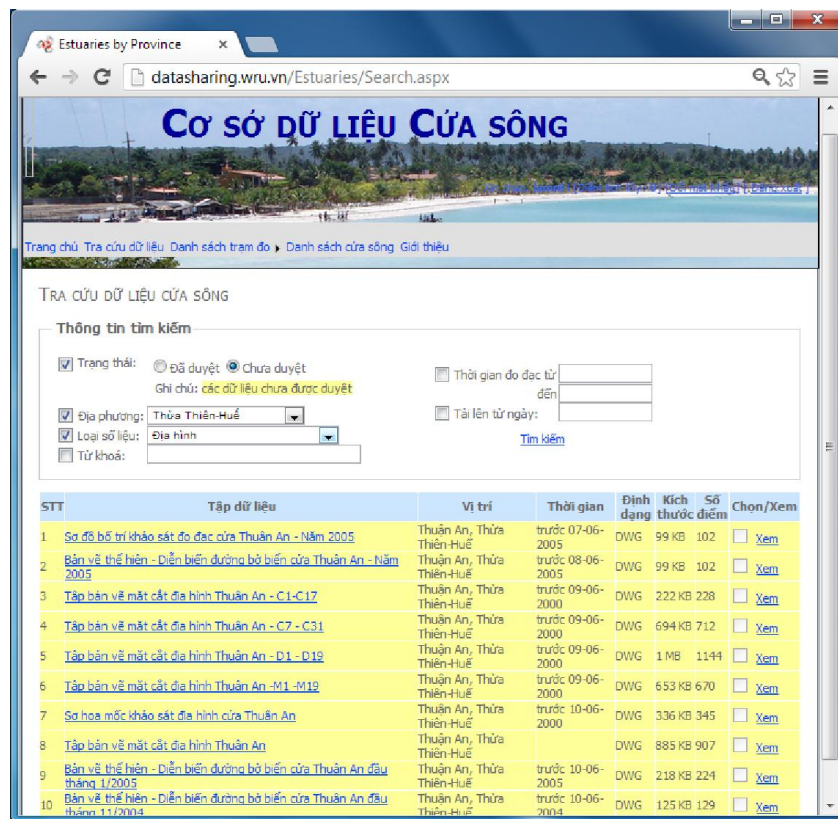 Estuaries by Province
datasharing.wru.vn/Estuaries/Search.aspx
CƠ SỞ DỮ LIỆU CỬA SÔNG
Trang chủ Tra cứu dữ liệu Danh sách trạm đo Danh sách cửa sông Giới thiệu
TRA CỨU DỮ LIỆU CỬA SÔNG
Thông tin tìm kiếm
Trạng thái: Đã duyệt Chưa duyệt
Ghi chú: các dữ liệu chưa được duyệt
Thời gian đo đạc từ
đến
Địa phương: Thừa Thiên-Huế
Tải lên từ ngày:
Loại số liệu: Địa hình
Tìm kiếm
Từ khoá:
STT Tập dữ liệu Vị trí Thời gian Định dạng Kích thước Số điểm Chọn/Xem
1 Sơ đồ bố trí khảo sát đo đạc cửa Thuận An - Năm 2005 Thuận An, Thừa Thiên-Huế trước 07-06-2005 DWG 99 KB 102 Xem
2 Bản vẽ thể hiện - Diễn biến đường bờ biển cửa Thuận An - Năm 2005 Thuận An, Thừa Thiên-Huế trước 08-06-2005 DWG 99 KB 102 Xem
3 Tập bản vẽ mặt cắt địa hình Thuận An - C1-C17 Thuận An, Thừa Thiên-Huế trước 09-06-2000 DWG 222 KB 228 Xem
4 Tập bản vẽ mặt cắt địa hình Thuận An - C7 - C31 Thuận An, Thừa Thiên-Huế trước 09-06-2000 DWG 694 KB 712 Xem
5 Tập bản vẽ mặt cắt địa hình Thuận An - D1 - D19 Thuận An, Thừa Thiên-Huế trước 09-06-2000 DWG 1 MB 1144 Xem
6 Tập bản vẽ mặt cắt địa hình Thuận An -M1 -M19 Thuận An, Thừa Thiên-Huế trước 09-06-2000 DWG 653 KB 670 Xem
7 Sơ hoạ mốc khảo sát địa hình cửa Thuận An Thuận An, Thừa Thiên-Huế trước 10-06-2000 DWG 336 KB 345 Xem
8 Tập bản vẽ mặt cắt địa hình Thuận An Thuận An, Thừa Thiên-Huế DWG 885 KB 907 Xem
9 Bản vẽ thể hiện - Diễn biến đường bờ biển cửa Thuận An đầu tháng 1/2005 Thuận An, Thừa Thiên-Huế trước 10-06-2005 DWG 218 KB 224 Xem
10 Bản vẽ thể hiện - Diễn biến đường bờ biển cửa Thuận An đầu tháng 11/2004 Thuận An, Thừa Thiên-Huế trước 10-06-2004 DWG 125 KB 129 Xem